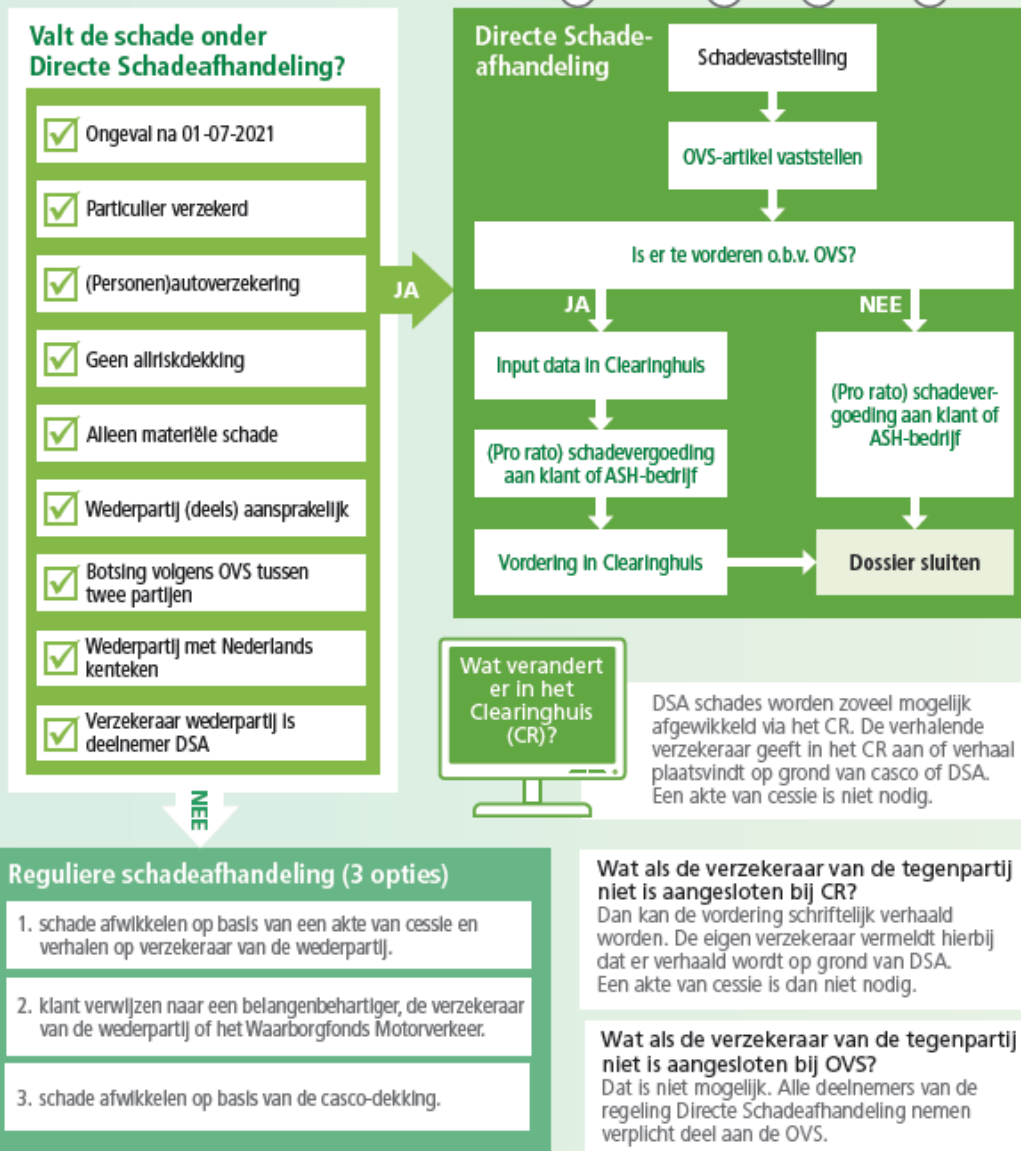 Valt de schade onder
Directe Schadeafhandeling?
Ongeval na 01-07-2021
Particulier verzekerd
(Personen)autoverzekering
Geen allriskdekking
Alleen materiële schade
Wederpartij (deels) aansprakelijk
Botsing volgens OVS tussen
twee partijen
Wederpartij met Nederlands
kenteken
Verzekeraar wederpartij is
deelnemer DSA
JA
NEE
Directe Schade-
afhandeling
Schadevaststelling
OVS-artikel vaststellen
Is er te vorderen o.b.v. OVS?
JA
NEE
Input data in Clearinghuis
(Pro rato) schadevergoeding
aan klant of ASH-bedrijf
Vordering in Clearinghuis
(Pro rato) schadever-
goeding aan klant of
ASH-bedrijf
Dossier sluiten
Wat verandert
er in het
Clearinghuis
(CR)?
DSA schades worden zoveel mogelijk
afgewikkeld via het CR. De verhalende
verzekeraar geeft in het CR aan of verhaal
plaatsvindt op grond van casco of DSA.
Een akte van cessie is niet nodig.
Reguliere schadeafhandeling (3 opties)
1. schade afwikkelen op basis van een akte van cessie en
verhalen op verzekeraar van de wederpartij.
2. klant verwijzen naar een belangenbehartiger, de verzekeraar
van de wederpartij of het Waarborgfonds Motorverkeer.
3. schade afwikkelen op basis van de casco-dekking.
Wat als de verzekeraar van de tegenpartij
niet is aangesloten bij CR?
Dan kan de vordering schriftelijk verhaald
worden. De eigen verzekeraar vermeldt hierbij
dat er verhaald wordt op grond van DSA.
Een akte van cessie is dan niet nodig.
Wat als de verzekeraar van de tegenpartij
niet is aangesloten bij OVS?
Dat is niet mogelijk. Alle deelnemers van de
regeling Directe Schadeafhandeling nemen
verplicht deel aan de OVS.